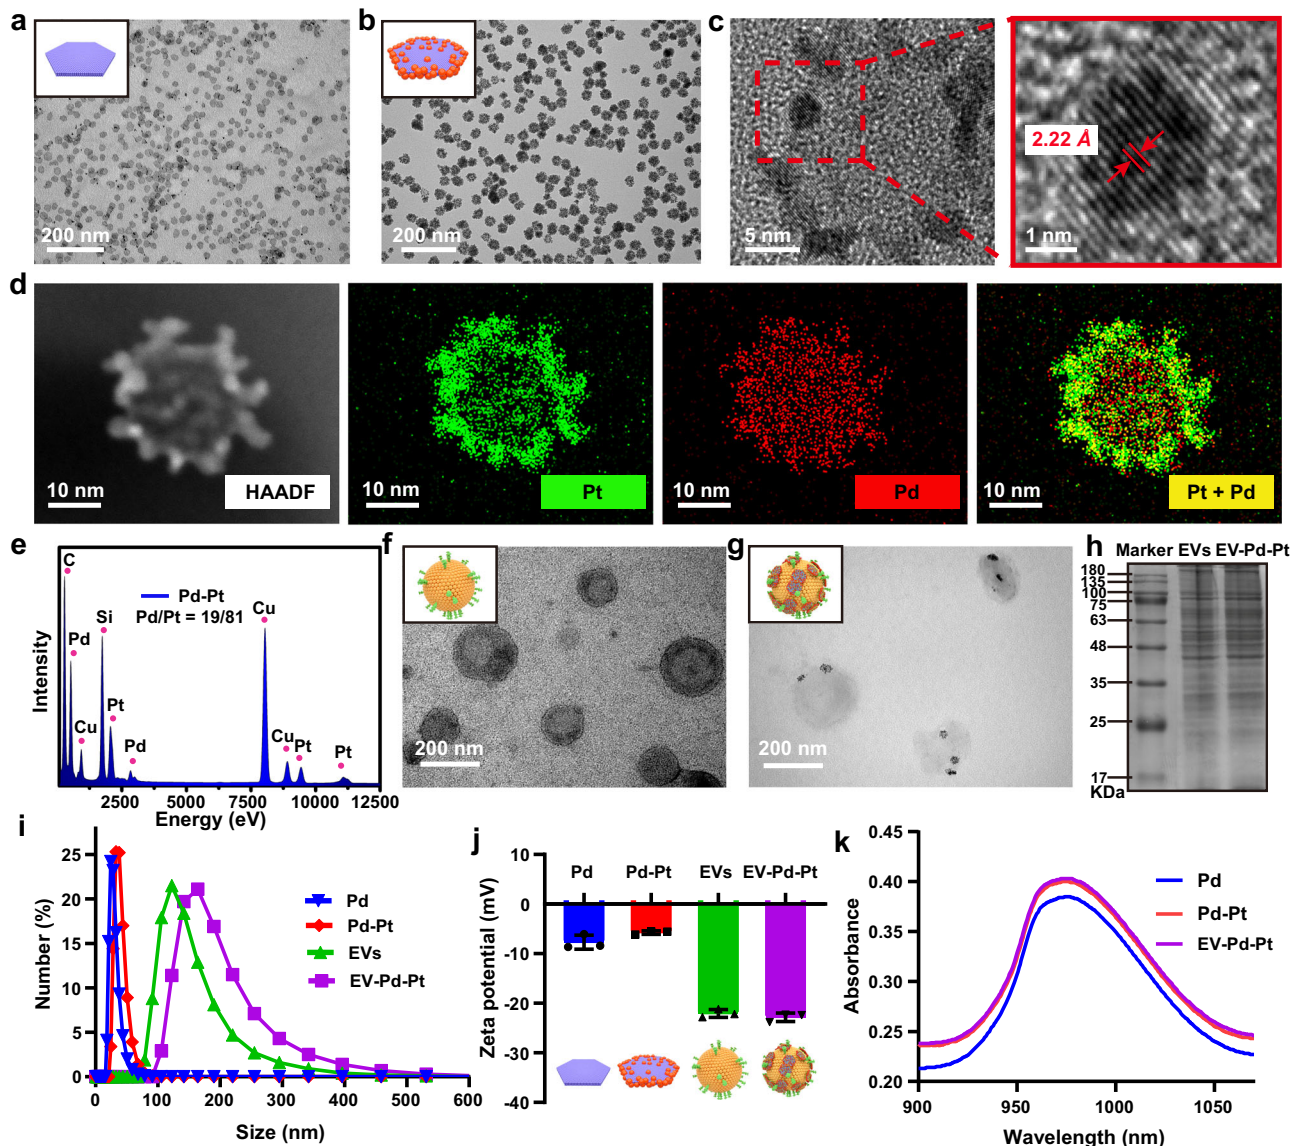 a
200 nm
b
200 nm
c
5 nm
2.22 Å
1 nm
d
10 nm
HAADF
10 nm
Pt
10 nm
Pd
10 nm
Pt + Pd
e
C
Pd
Cu
Si
Pt
Pd
Pd-Pt
Pd/Pt = 19/81
Cu
Cu
Pt
Pt
Intensity
2500 5000 7500 10000 12500
Energy (eV)
f
200 nm
g
200 nm
h
Marker EVs EV-Pd-Pt
180
135
100
75
63
48
35
25
17
KDa
i
Number (%)
25
20
15
10
5
0
Pd
Pd-Pt
EVs
EV-Pd-Pt
0 100 200 300 400 500 600
Size (nm)
j
Zeta potential (mV)
10
0
-10
-20
-30
-40
Pd Pd-Pt EVs EV-Pd-Pt
k
Absorbance
0.45
0.40
0.35
0.30
0.25
0.20
Pd
Pd-Pt
EV-Pd-Pt
900 950 1000 1050
Wavelength (nm)